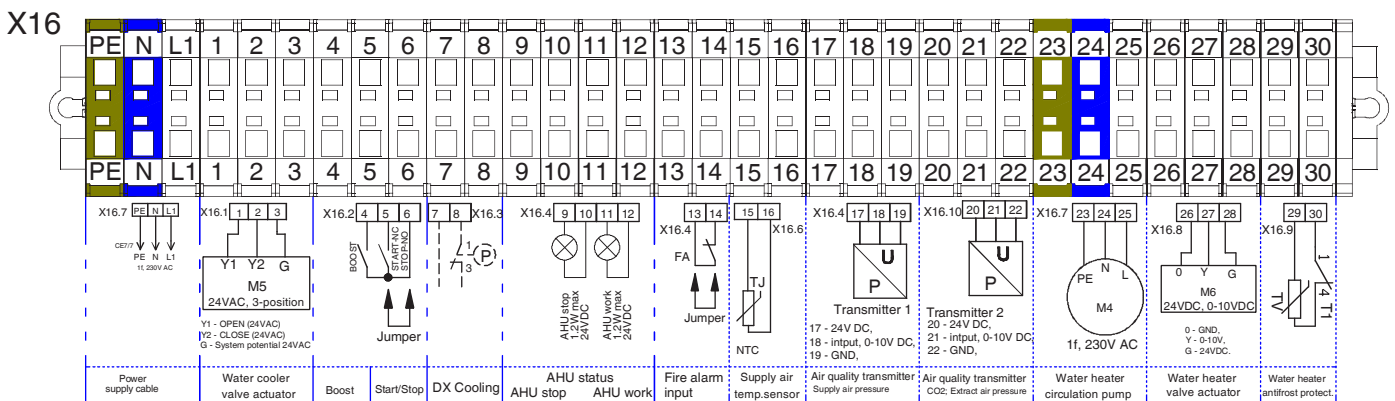 X16
PE N L1 1 2 3 4 5 6 7 8 9 10 11 12 13 14 15 16 17 18 19 20 21 22 23 24 25 26 27 28 29 30
PE N L1 1 2 3 4 5 6 7 8 9 10 11 12 13 14 15 16 17 18 19 20 21 22 23 24 25 26 27 28 29 30
X16.7 PE N L1
CE7/7
PE N L1
1f, 230V AC
Power
supply cable
X16.1 1 2 3
Y1 Y2 G
M5
24VAC, 3-position
Y1 - OPEN (24VAC)
Y2 - CLOSE (24VAC)
G - System potential 24VAC
Water cooler
valve actuator
X16.2 4 5 6
BOOST
START-NC
STOP-NO
Jumper
Boost
Start/Stop
7 8 X16.3
1
P
3
DX Cooling
X16.4 9 10 11 12
AHU stop
1.2W max
24VDC
AHU work
1.2W max
24VDC
AHU status
AHU stop AHU work
13 14
X16.4
FA
Jumper
Fire alarm
input
15 16
X16.6
TJ
NTC
Supply air
temp.sensor
X16.4 17 18 19
U
P
Transmitter 1
17 - 24V DC,
18 - intput, 0-10V DC,
19 - GND,
Air quality transmitter
Supply air pressure
X16.10 20 21 22
U
P
Transmitter 2
20 - 24V DC,
21 - intput, 0-10V DC
22 - GND,
Air quality transmitter
CO2; Extract air pressure
X16.7
23 24 25
PE N L
M4
1f, 230V AC
Water heater
circulation pump
26 27 28
X16.8
0 Y G
M6
24VDC, 0-10VDC
0 - GND,
Y - 0-10V,
G - 24VDC.
Water heater
valve actuator
29 30
X16.9
1
TV
4 T1
Water heater
antifrost protect.